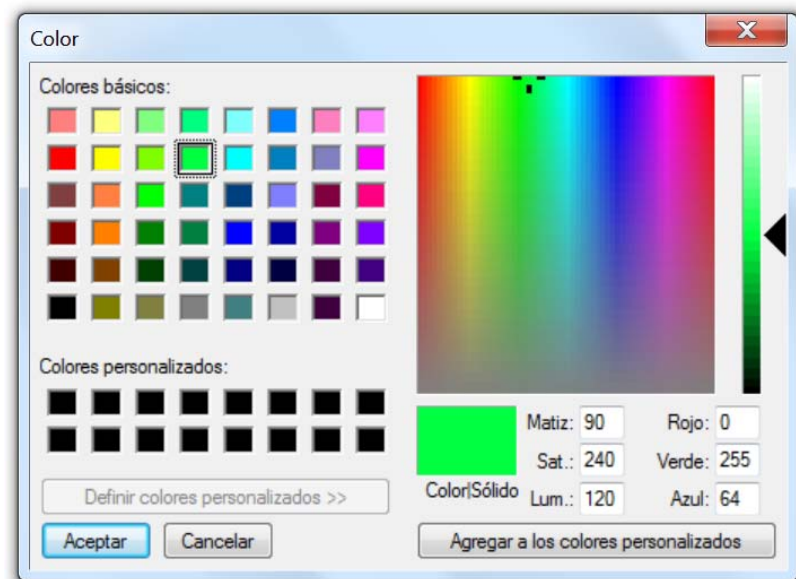 Color
Colores básicos:
Colores personalizados:
Definir colores personalizados >>
Aceptar Cancelar
Color|Sólido
Matiz: 90 Rojo: 0
Sat.: 240 Verde: 255
Lum.: 120 Azul: 64
Agregar a los colores personalizados